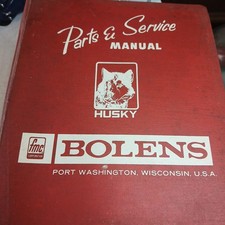 Parts & Service
MANUAL
HUSKY
fmc
BOLENS
PORT WASHINGTON, WISCONSIN, U.S.A.